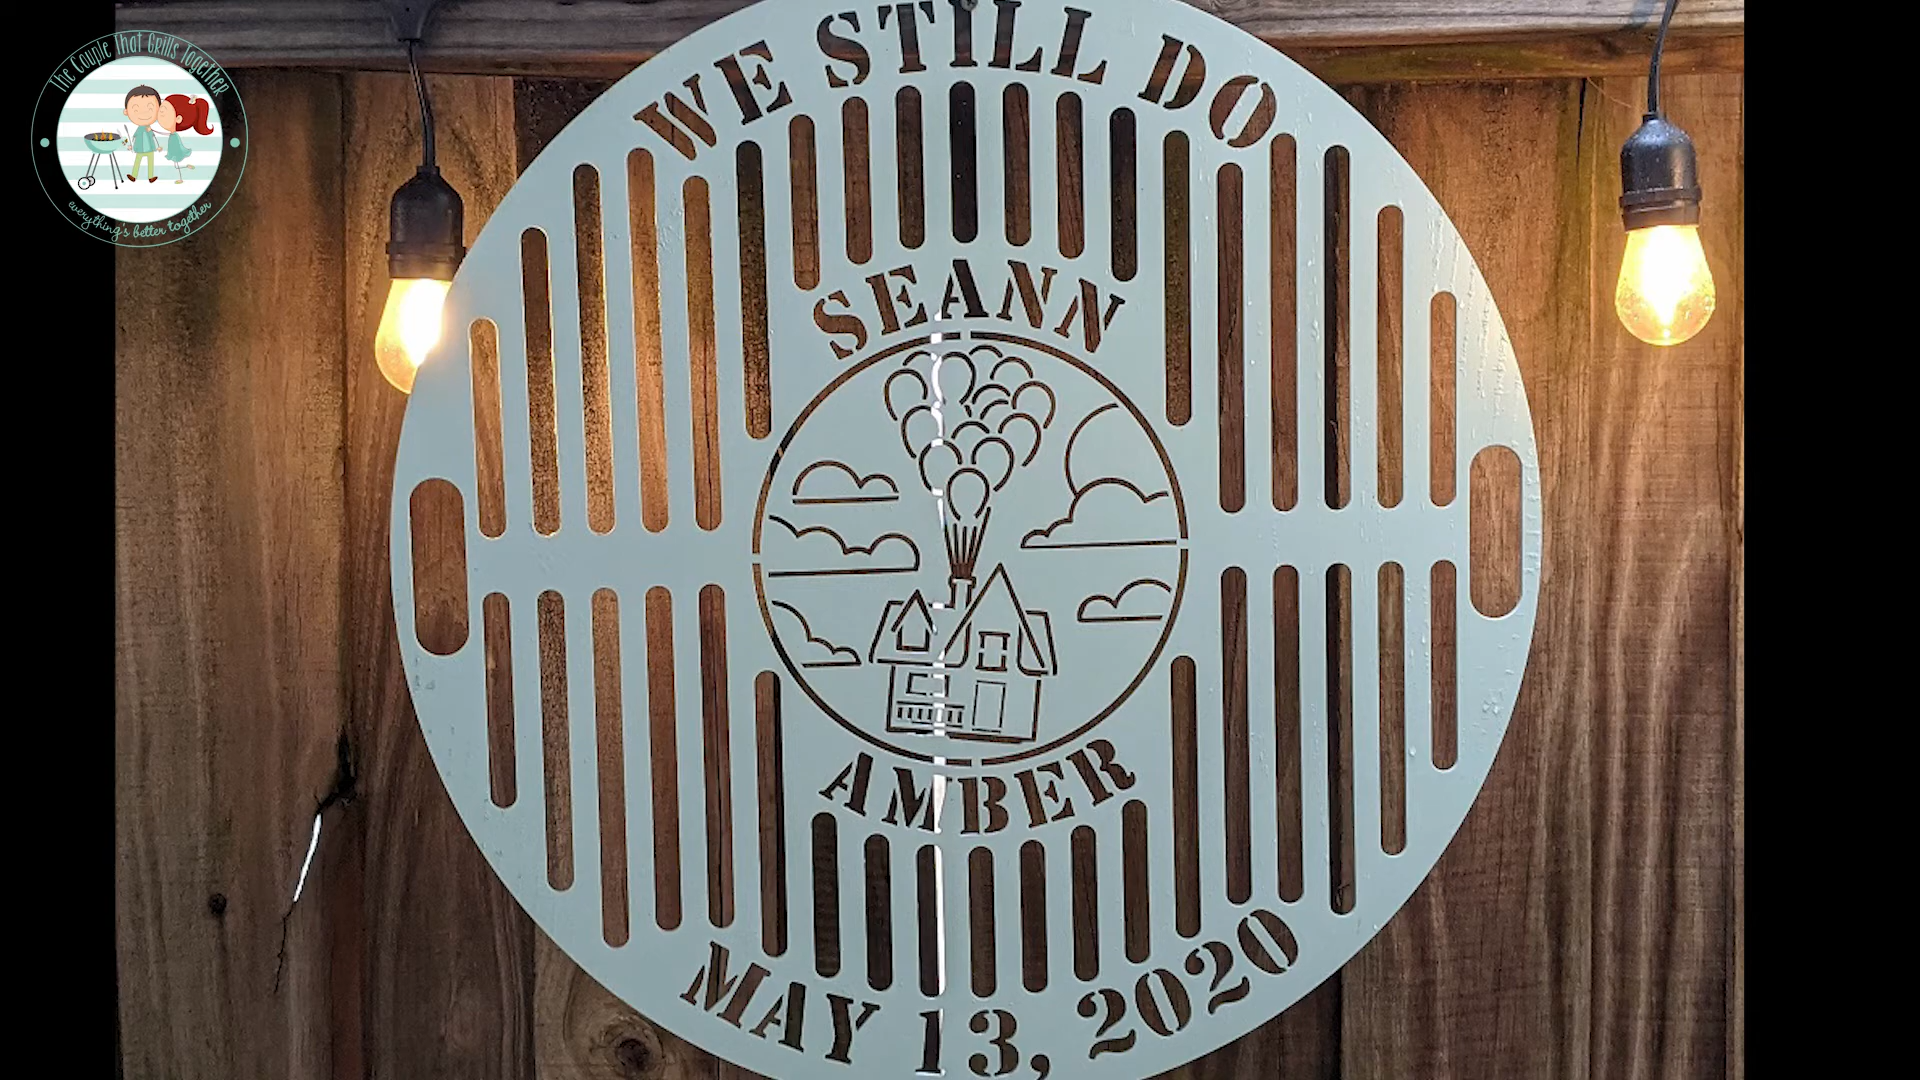 The Couple That Grills Together
everything's better together
WE STILL DO
SEANN
AMBER
MAY 13, 2020